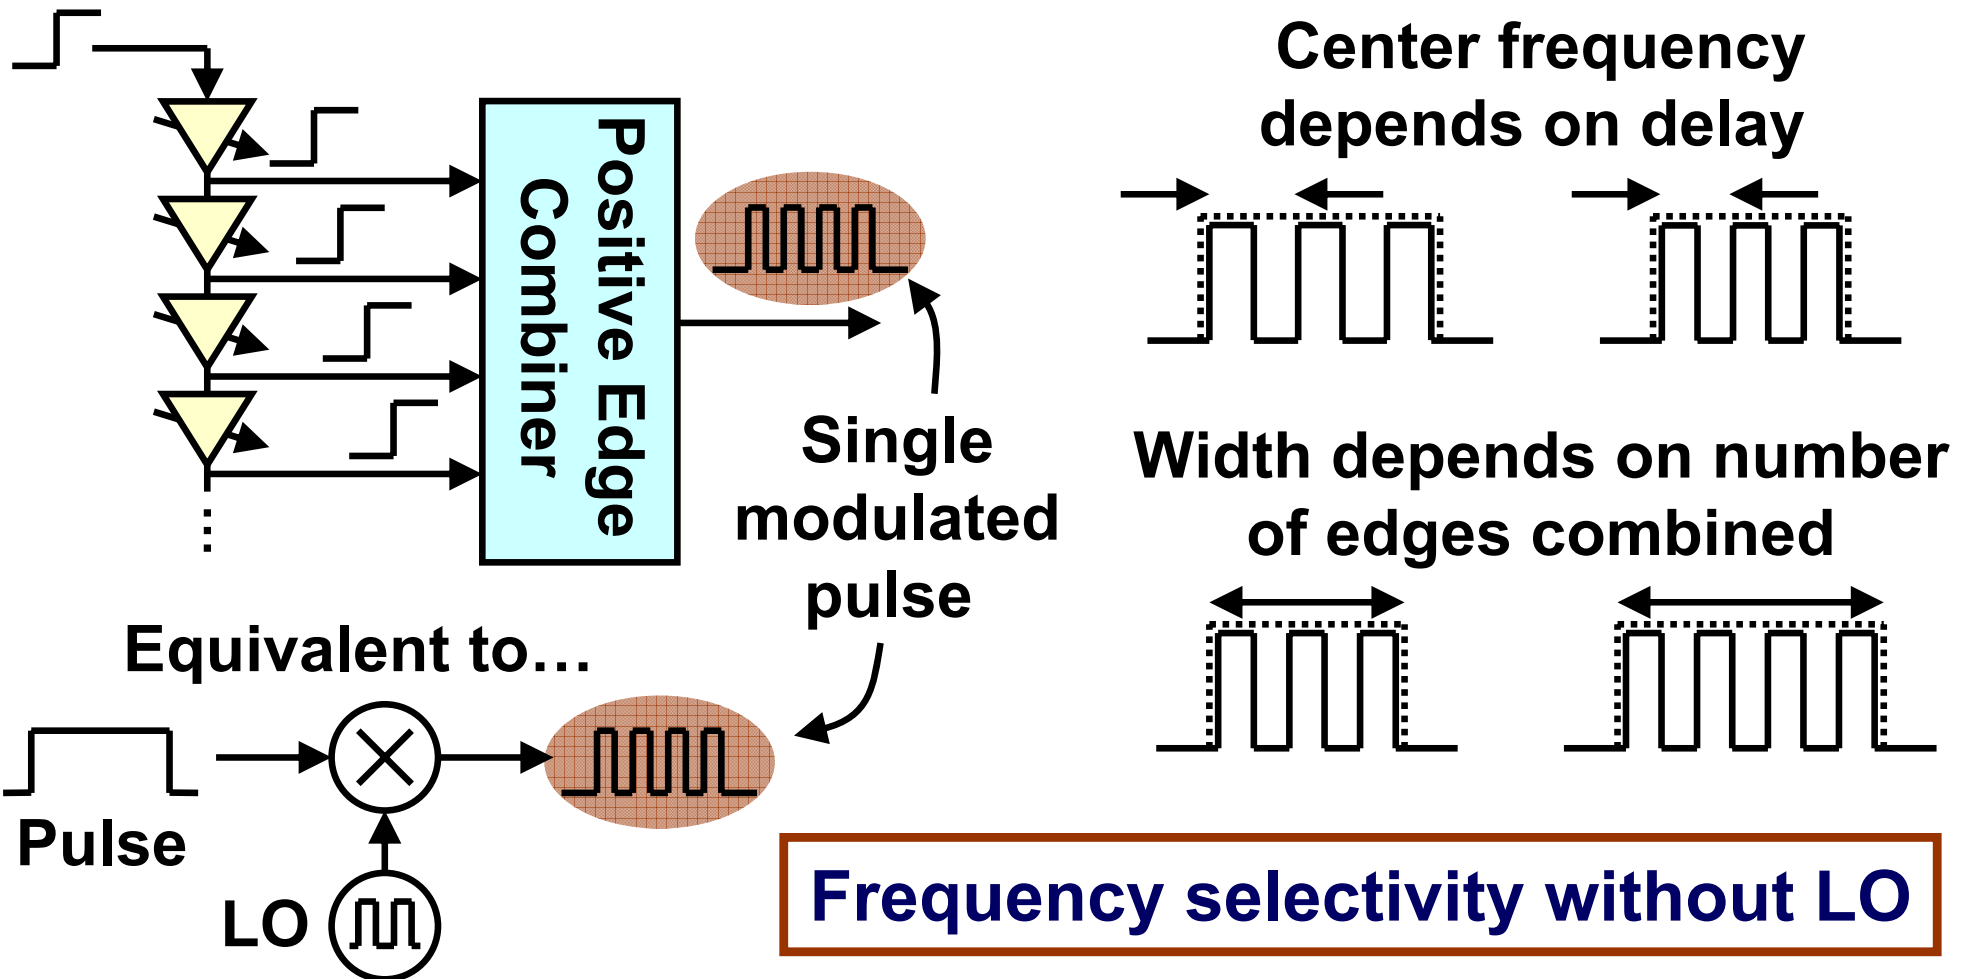 Positive Edge
Combiner
Single
modulated
pulse
Equivalent to…
Pulse
LO
Center frequency
depends on delay
Width depends on number
of edges combined
Frequency selectivity without LO